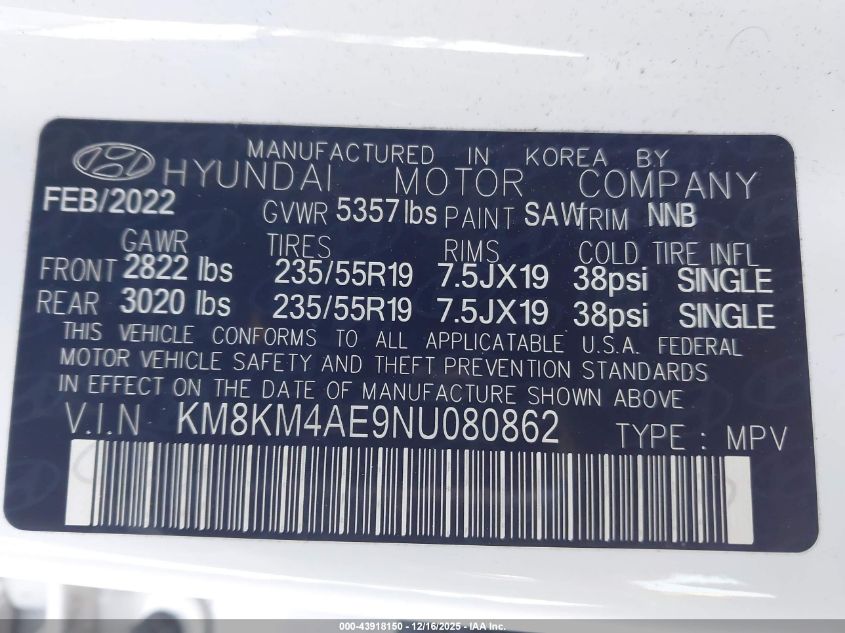 MANUFACTURED IN KOREA BY
HYUNDAI MOTOR COMPANY
FEB/2022 GVWR 5357 lbs PAINT SAW TRIM NNB
GAWR TIRES RIMS COLD TIRE INFL
FRONT 2822 lbs 235/55R19 7.5JX19 38psi SINGLE
REAR 3020 lbs 235/55R19 7.5JX19 38psi SINGLE
THIS VEHICLE CONFORMS TO ALL APPLICATABLE U.S.A. FEDERAL
MOTOR VEHICLE SAFETY AND THEFT PREVENTION STANDARDS
IN EFFECT ON THE DATE OF MANUFACTURE SHOWN ABOVE
V.I.N KM8KM4AE9NU080862 TYPE : MPV
000-43918150 - 12/16/2025 - IAA Inc.